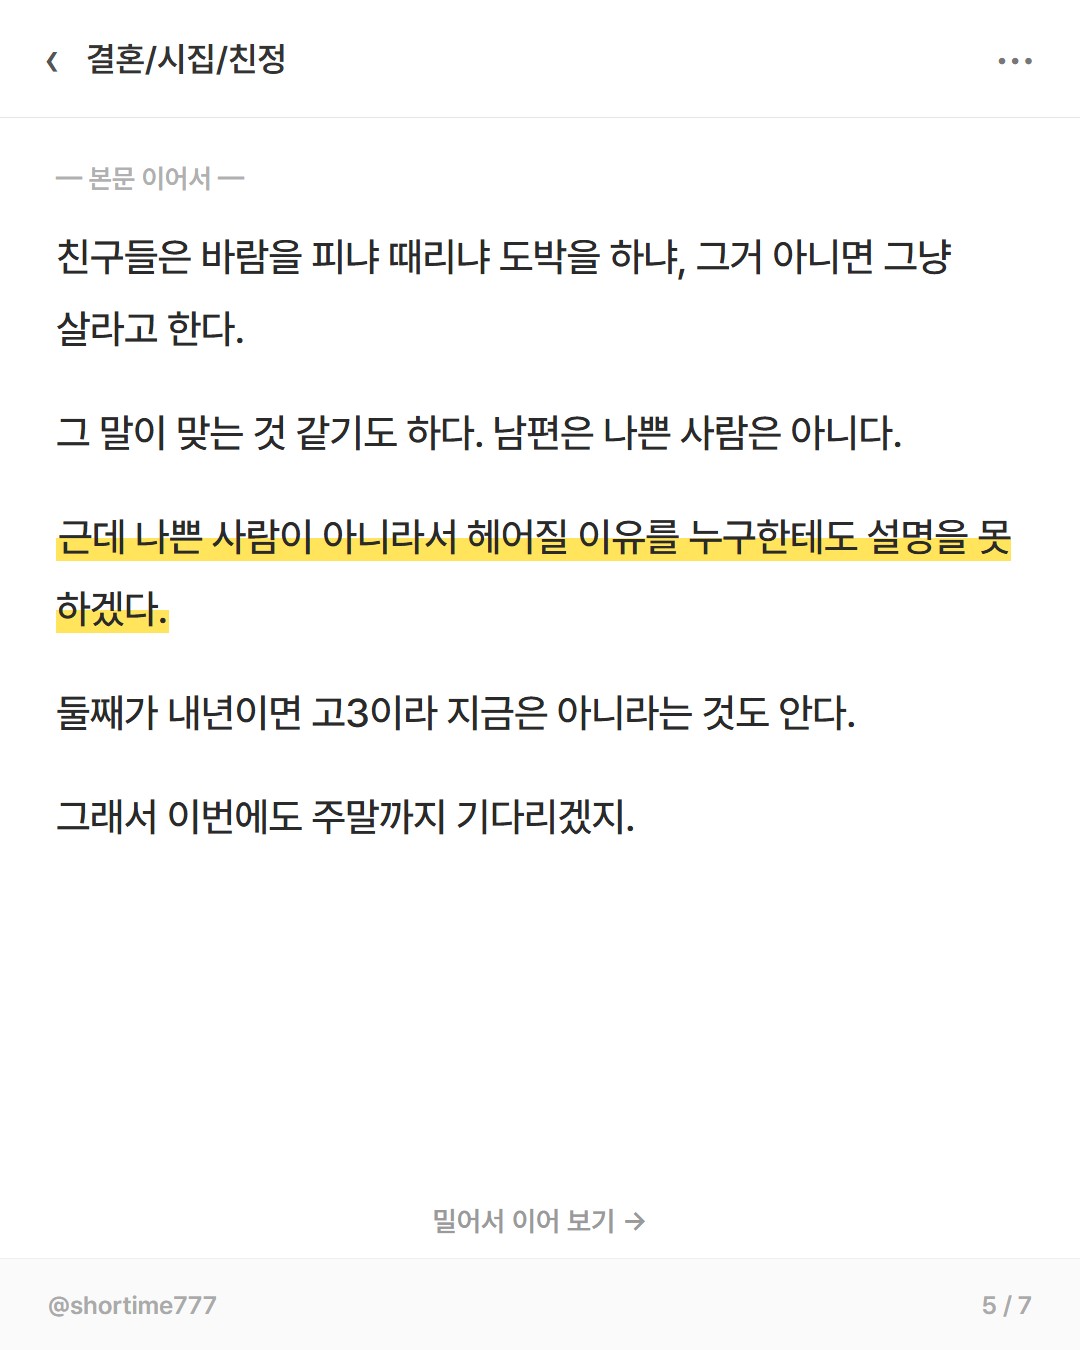 결혼/시집/친정
— 본문 이어서 —
친구들은 바람을 피냐 때리냐 도박을 하냐, 그거 아니면 그냥
살라고 한다.
그 말이 맞는 것 같기도 하다. 남편은 나쁜 사람은 아니다.
근데 나쁜 사람이 아니라서 헤어질 이유를 누구한테도 설명을 못
하겠다.
둘째가 내년이면 고3이라 지금은 아니라는 것도 안다.
그래서 이번에도 주말까지 기다리겠지.
밀어서 이어 보기 →
@shortime777
5 / 7